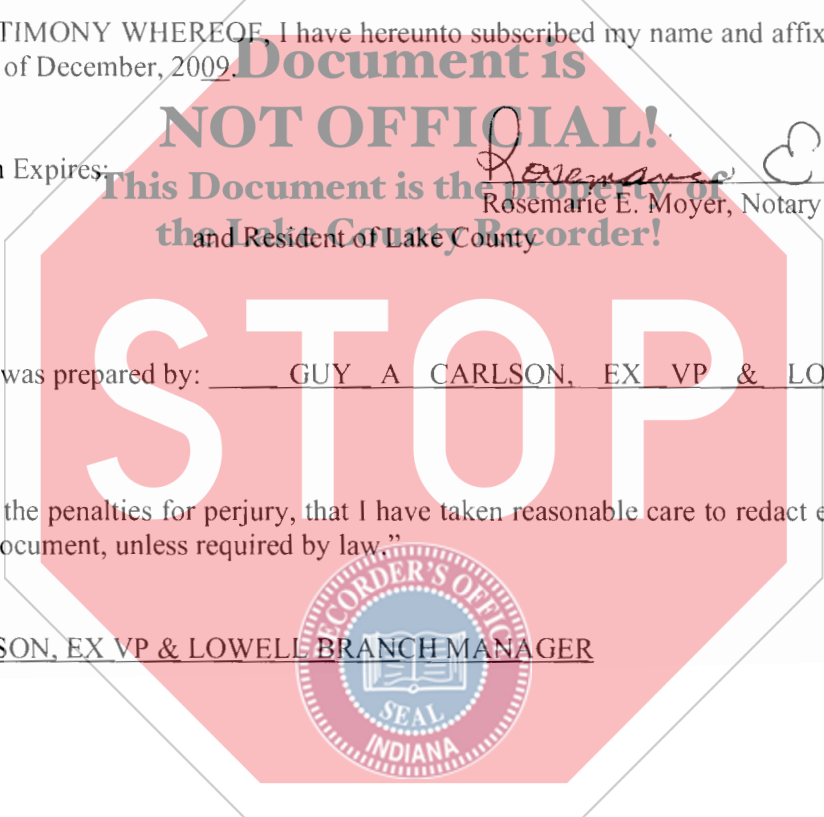 TIMONY WHEREOF, I have hereunto subscribed my name and affix
of December, 2009.
Document is
NOT OFFICIAL!
This Document is the property of
the Lake County Recorder!
n Expires:
Rosemarie E
Rosemarie E. Moyer, Notary
and Resident of Lake County
STOP
was prepared by: GUY A CARLSON, EX VP & LO
the penalties for perjury, that I have taken reasonable care to redact e
ocument, unless required by law."
SON, EX VP & LOWELL BRANCH MANAGER
RECORDER'S OFFIC
SEAL
INDIANA